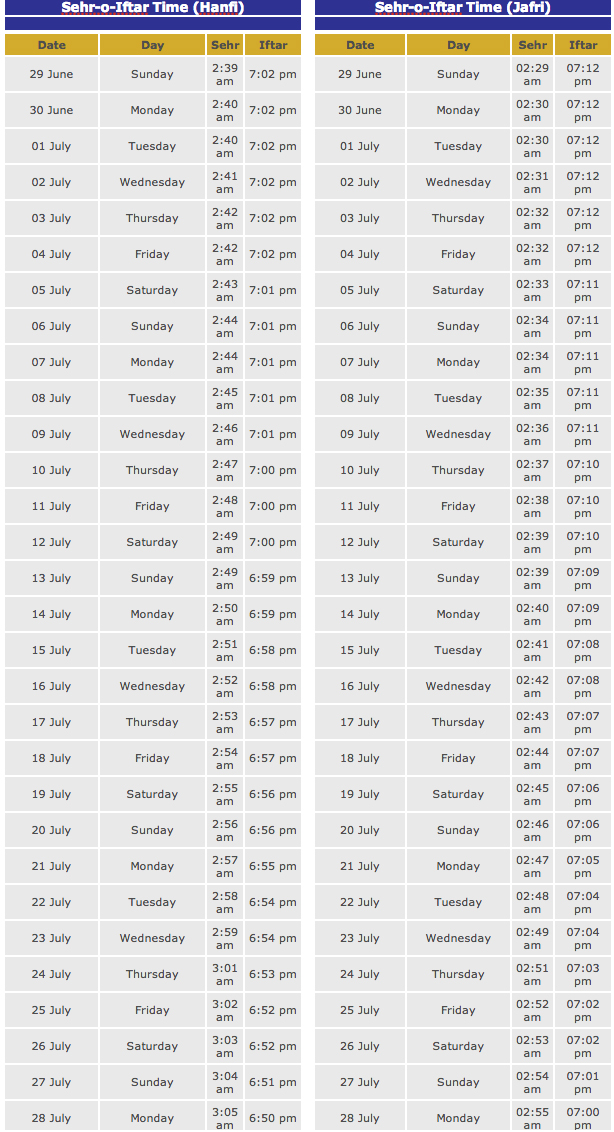 Sehr-o-Iftar Time (Hanfi)
Date Day Sehr Iftar
29 June Sunday 2:39 am 7:02 pm
30 June Monday 2:40 am 7:02 pm
01 July Tuesday 2:40 am 7:02 pm
02 July Wednesday 2:41 am 7:02 pm
03 July Thursday 2:42 am 7:02 pm
04 July Friday 2:42 am 7:02 pm
05 July Saturday 2:43 am 7:01 pm
06 July Sunday 2:44 am 7:01 pm
07 July Monday 2:44 am 7:01 pm
08 July Tuesday 2:45 am 7:01 pm
09 July Wednesday 2:46 am 7:01 pm
10 July Thursday 2:47 am 7:00 pm
11 July Friday 2:48 am 7:00 pm
12 July Saturday 2:49 am 7:00 pm
13 July Sunday 2:49 am 6:59 pm
14 July Monday 2:50 am 6:59 pm
15 July Tuesday 2:51 am 6:58 pm
16 July Wednesday 2:52 am 6:58 pm
17 July Thursday 2:53 am 6:57 pm
18 July Friday 2:54 am 6:57 pm
19 July Saturday 2:55 am 6:56 pm
20 July Sunday 2:56 am 6:56 pm
21 July Monday 2:57 am 6:55 pm
22 July Tuesday 2:58 am 6:54 pm
23 July Wednesday 2:59 am 6:54 pm
24 July Thursday 3:01 am 6:53 pm
25 July Friday 3:02 am 6:52 pm
26 July Saturday 3:03 am 6:52 pm
27 July Sunday 3:04 am 6:51 pm
28 July Monday 3:05 am 6:50 pm
Sehr-o-Iftar Time (Jafri)
Date Day Sehr Iftar
29 June Sunday 02:29 am 07:12 pm
30 June Monday 02:30 am 07:12 pm
01 July Tuesday 02:30 am 07:12 pm
02 July Wednesday 02:31 am 07:12 pm
03 July Thursday 02:32 am 07:12 pm
04 July Friday 02:32 am 07:12 pm
05 July Saturday 02:33 am 07:11 pm
06 July Sunday 02:34 am 07:11 pm
07 July Monday 02:34 am 07:11 pm
08 July Tuesday 02:35 am 07:11 pm
09 July Wednesday 02:36 am 07:11 pm
10 July Thursday 02:37 am 07:10 pm
11 July Friday 02:38 am 07:10 pm
12 July Saturday 02:39 am 07:10 pm
13 July Sunday 02:39 am 07:09 pm
14 July Monday 02:40 am 07:09 pm
15 July Tuesday 02:41 am 07:08 pm
16 July Wednesday 02:42 am 07:08 pm
17 July Thursday 02:43 am 07:07 pm
18 July Friday 02:44 am 07:07 pm
19 July Saturday 02:45 am 07:06 pm
20 July Sunday 02:46 am 07:06 pm
21 July Monday 02:47 am 07:05 pm
22 July Tuesday 02:48 am 07:04 pm
23 July Wednesday 02:49 am 07:04 pm
24 July Thursday 02:51 am 07:03 pm
25 July Friday 02:52 am 07:02 pm
26 July Saturday 02:53 am 07:02 pm
27 July Sunday 02:54 am 07:01 pm
28 July Monday 02:55 am 07:00 pm